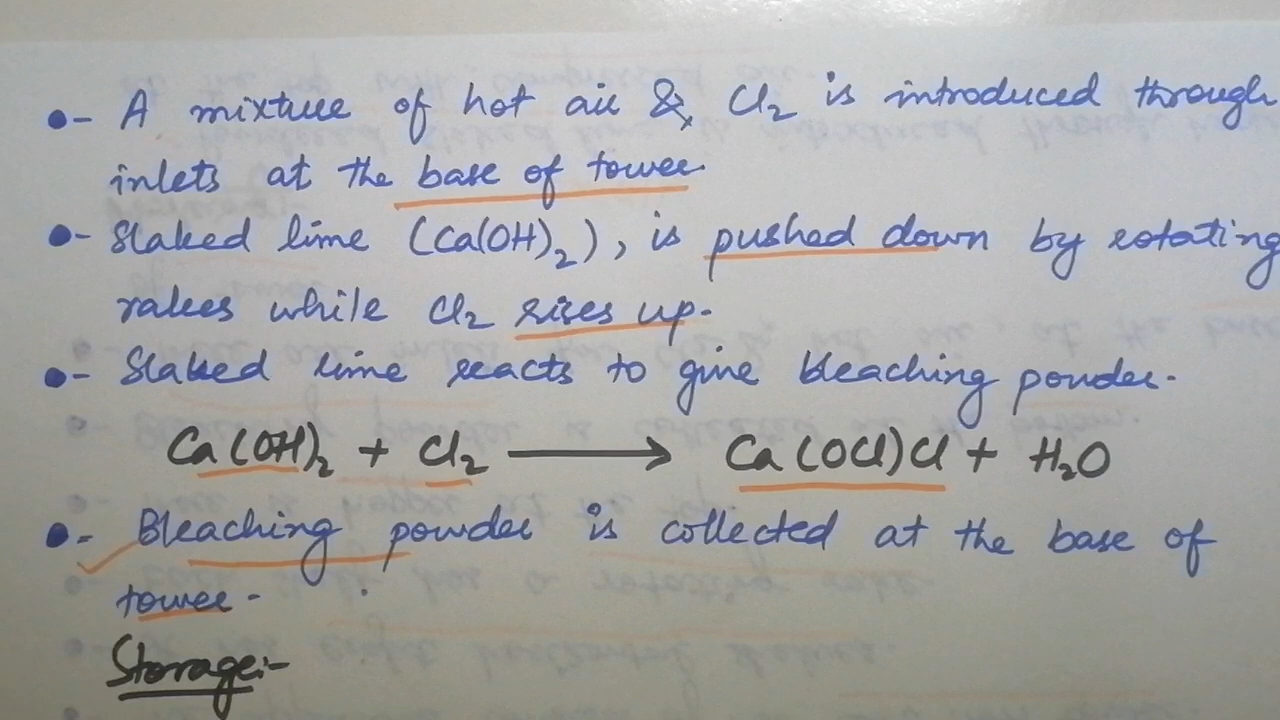 •- A mixture of hot air & Cl₂ is introduced through
inlets at the base of tower.
•- Slaked lime (Ca(OH)₂), is pushed down by rotating
rakes while Cl₂ rises up.
•- Slaked lime reacts to give bleaching powder.
Ca(OH)₂ + Cl₂ ⟶ Ca(OCl)Cl + H₂O
•- Bleaching powder is collected at the base of
tower.
Storage:-